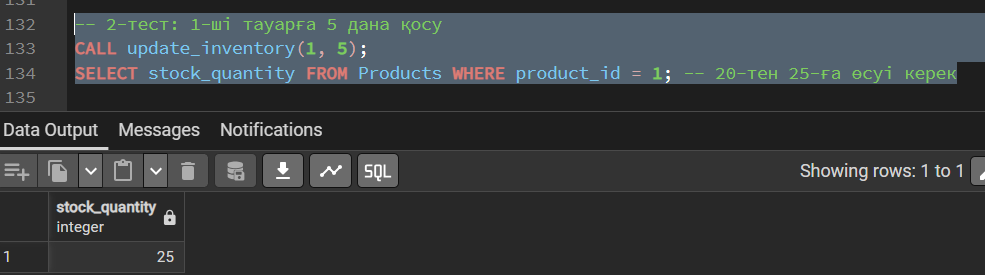 131
132 -- 2-тест: 1-ші тауарға 5 дана қосу
133 CALL update_inventory(1, 5);
134 SELECT stock_quantity FROM Products WHERE product_id = 1; -- 20-тен 25-ға өсуі керек
135
Data Output Messages Notifications
SQL Showing rows: 1 to 1
stock_quantity
integer
1 25